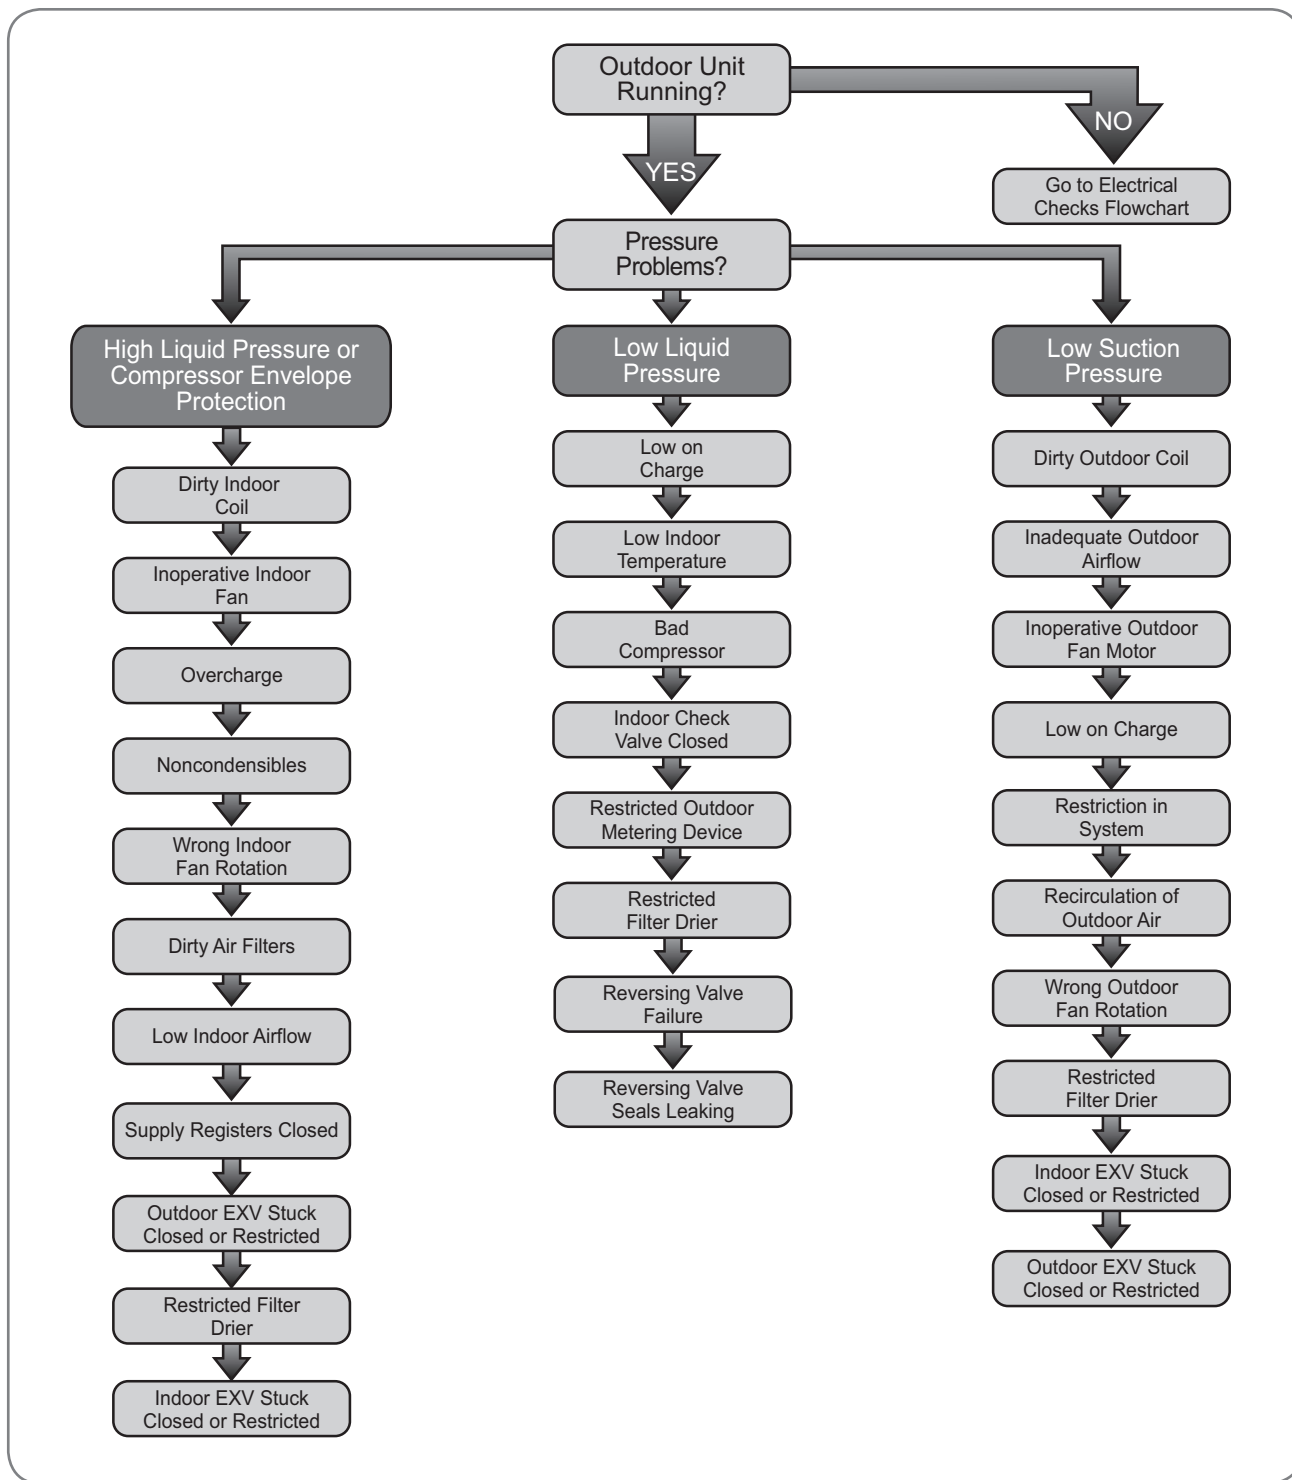 Outdoor Unit
Running?
NO
YES
Go to Electrical
Checks Flowchart
Pressure
Problems?
High Liquid Pressure or
Compressor Envelope
Protection
Dirty Indoor
Coil
Inoperative Indoor
Fan
Overcharge
Noncondensibles
Wrong Indoor
Fan Rotation
Dirty Air Filters
Low Indoor Airflow
Supply Registers Closed
Outdoor EXV Stuck
Closed or Restricted
Restricted Filter
Drier
Indoor EXV Stuck
Closed or Restricted
Low Liquid
Pressure
Low on
Charge
Low Indoor
Temperature
Bad
Compressor
Indoor Check
Valve Closed
Restricted Outdoor
Metering Device
Restricted
Filter Drier
Reversing Valve
Failure
Reversing Valve
Seals Leaking
Low Suction
Pressure
Dirty Outdoor Coil
Inadequate Outdoor
Airflow
Inoperative Outdoor
Fan Motor
Low on Charge
Restriction in
System
Recirculation of
Outdoor Air
Wrong Outdoor
Fan Rotation
Restricted
Filter Drier
Indoor EXV Stuck
Closed or Restricted
Outdoor EXV Stuck
Closed or Restricted